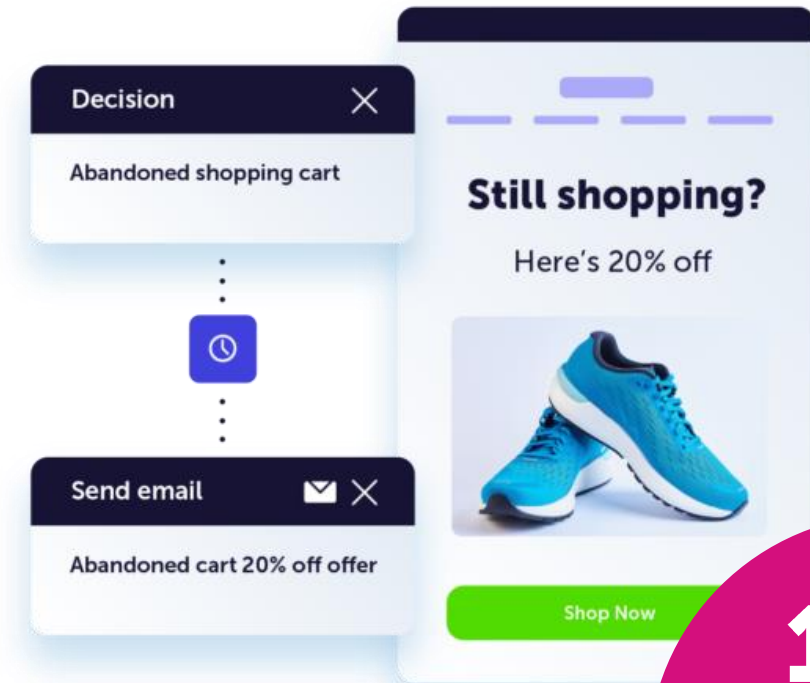 Decision
Abandoned shopping cart
Send email
Abandoned cart 20% off offer
Still shopping?
Here's 20% off
Shop Now